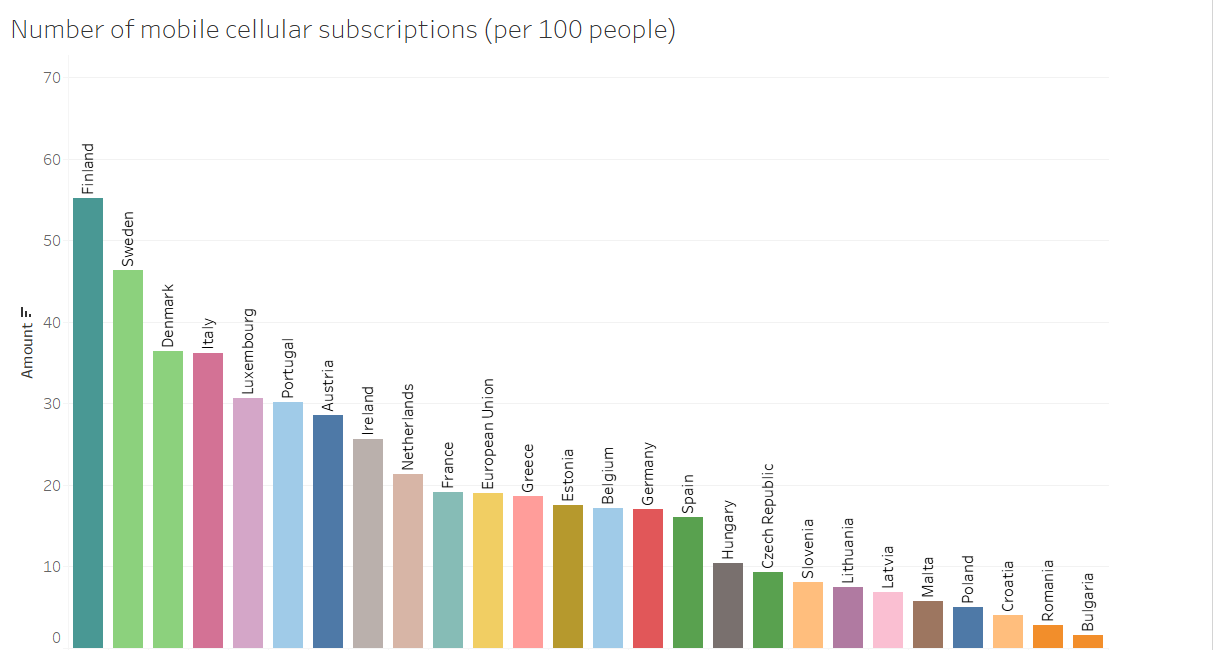 Number of mobile cellular subscriptions (per 100 people)
70
60
50
40
30
20
10
0
Amount
Finland
Sweden
Denmark
Italy
Luxembourg
Portugal
Austria
Ireland
Netherlands
France
European Union
Greece
Estonia
Belgium
Germany
Spain
Hungary
Czech Republic
Slovenia
Lithuania
Latvia
Malta
Poland
Croatia
Romania
Bulgaria